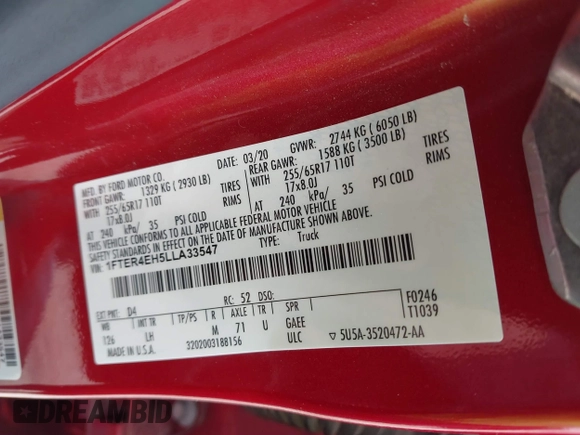 MFD. BY FORD MOTOR CO.
DATE: 03/20 GVWR: 2744 KG ( 6050 LB)
FRONT GAWR: 1329 KG ( 2930 LB) REAR GAWR: 1588 KG ( 3500 LB)
WITH 255/65R17 110T TIRES WITH 255/65R17 110T TIRES
17x8.0J RIMS 17x8.0J RIMS
AT 240 kPa/ 35 PSI COLD AT 240 kPa/ 35 PSI COLD
THIS VEHICLE CONFORMS TO ALL APPLICABLE FEDERAL MOTOR VEHICLE
SAFETY STANDARDS IN EFFECT ON THE DATE OF MANUFACTURE SHOWN ABOVE.
VIN: 1FTER4EH5LLA33547 TYPE: Truck
EXT PNT: D4 RC: 52 DSO: F0246
WB INT TR TP/PS R AXLE TR SPR T1039
126 LH M 71 U GAEE
MADE IN U.S.A. 3202003188156 ULC ▽ 5U5A-3520472-AA
DREAMBID